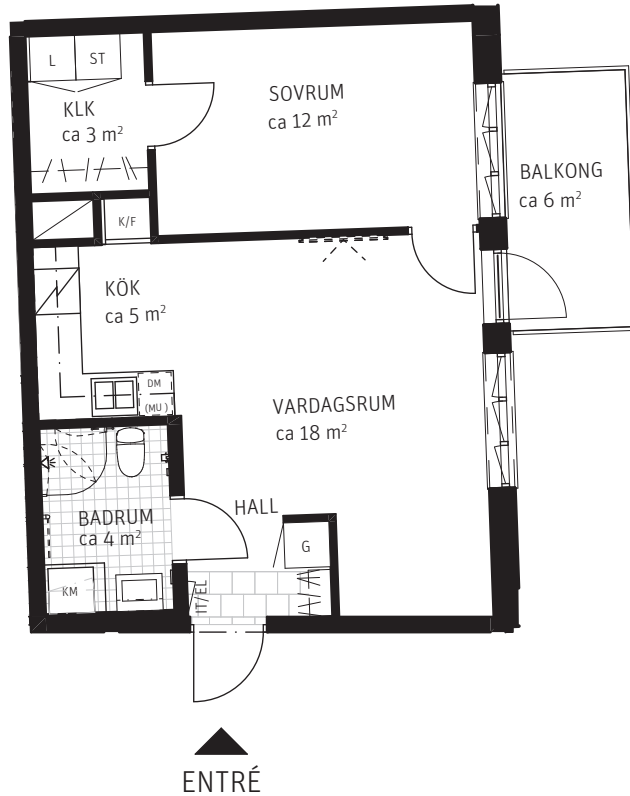 L
ST
KLK
ca 3 m²
SOVRUM
ca 12 m²
BALKONG
ca 6 m²
K/F
KÖK
ca 5 m²
DM
(MU)
VARDAGSRUM
ca 18 m²
HALL
BADRUM
ca 4 m²
G
KM
IT/EL
ENTRÉ